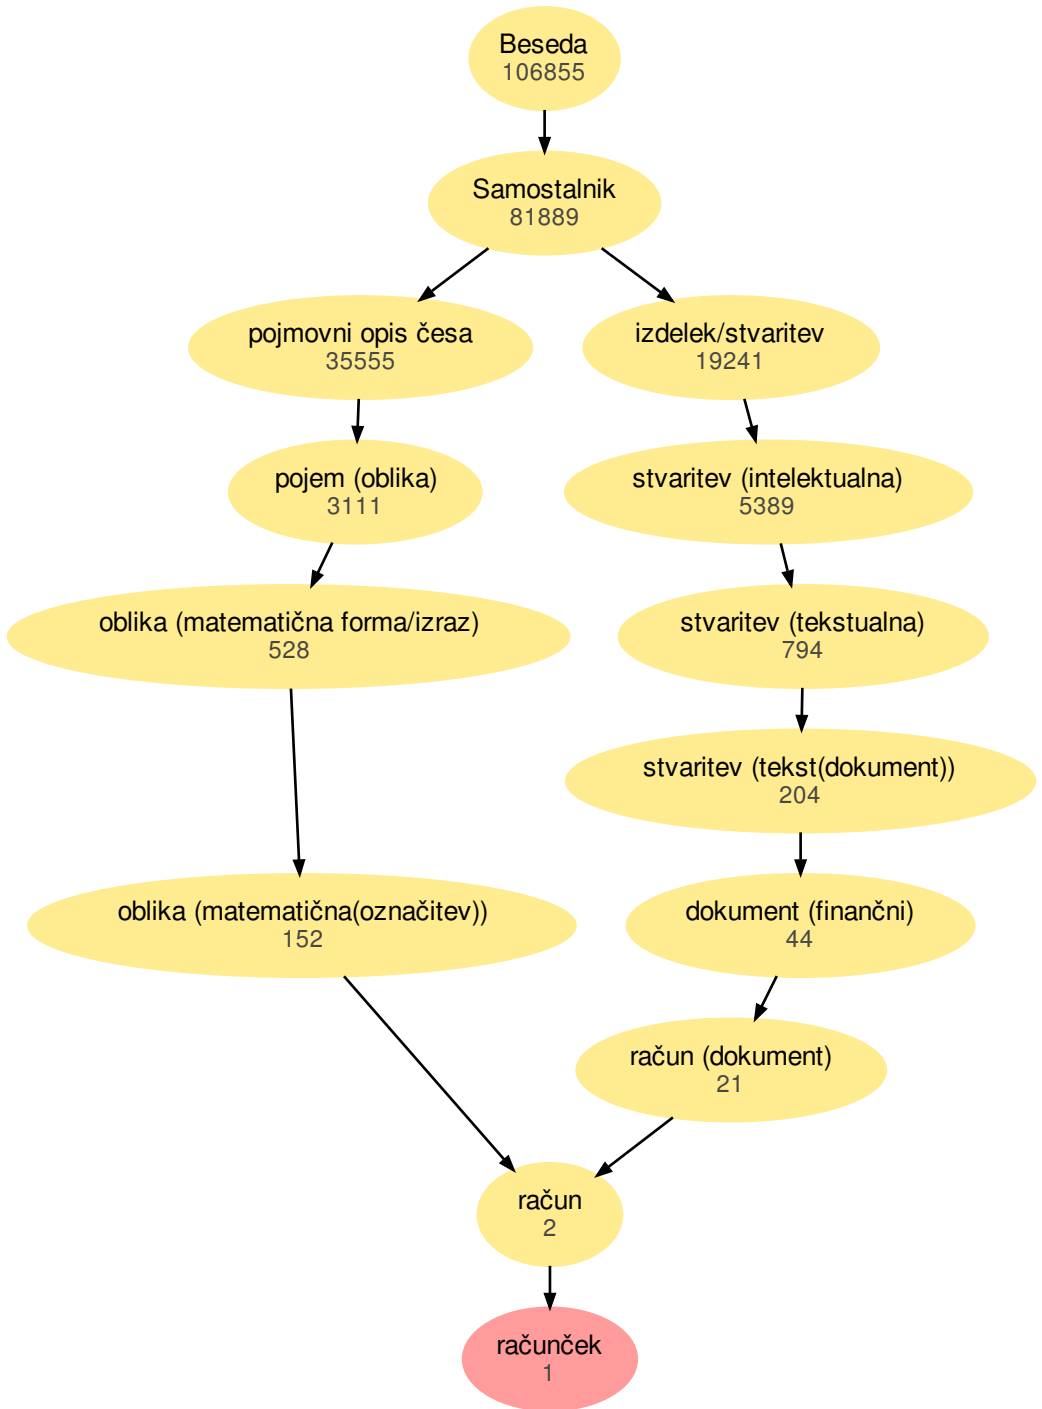 Beseda
106855
Samostalnik
81889
pojmovni opis česa
35555
izdelek/stvaritev
19241
pojem (oblika)
3111
stvaritev (intelektualna)
5389
oblika (matematična forma/izraz)
528
stvaritev (tekstualna)
794
stvaritev (tekst(dokument))
204
oblika (matematična(označitev))
152
dokument (finančni)
44
račun (dokument)
21
račun
2
računček
1